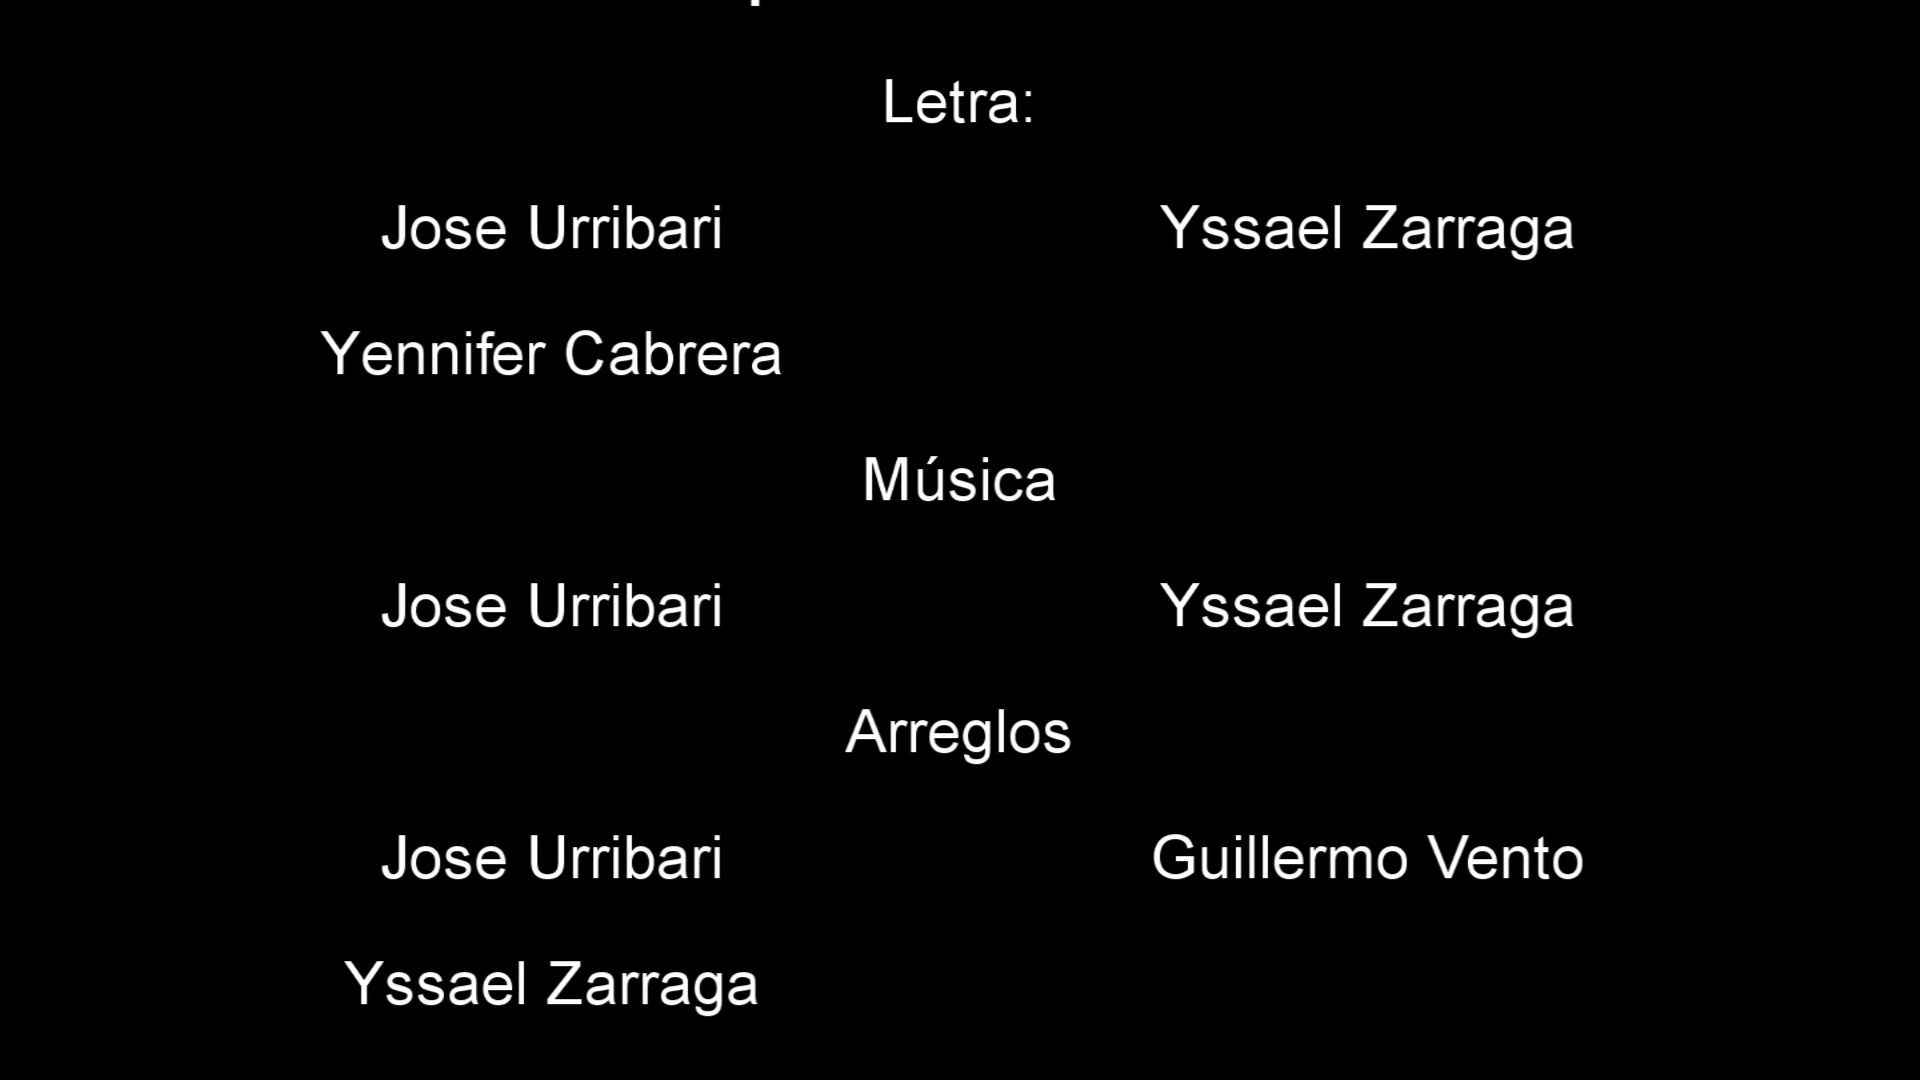 Letra:
Jose Urribari Yssael Zarraga
Yennifer Cabrera
Música
Jose Urribari Yssael Zarraga
Arreglos
Jose Urribari Guillermo Vento
Yssael Zarraga